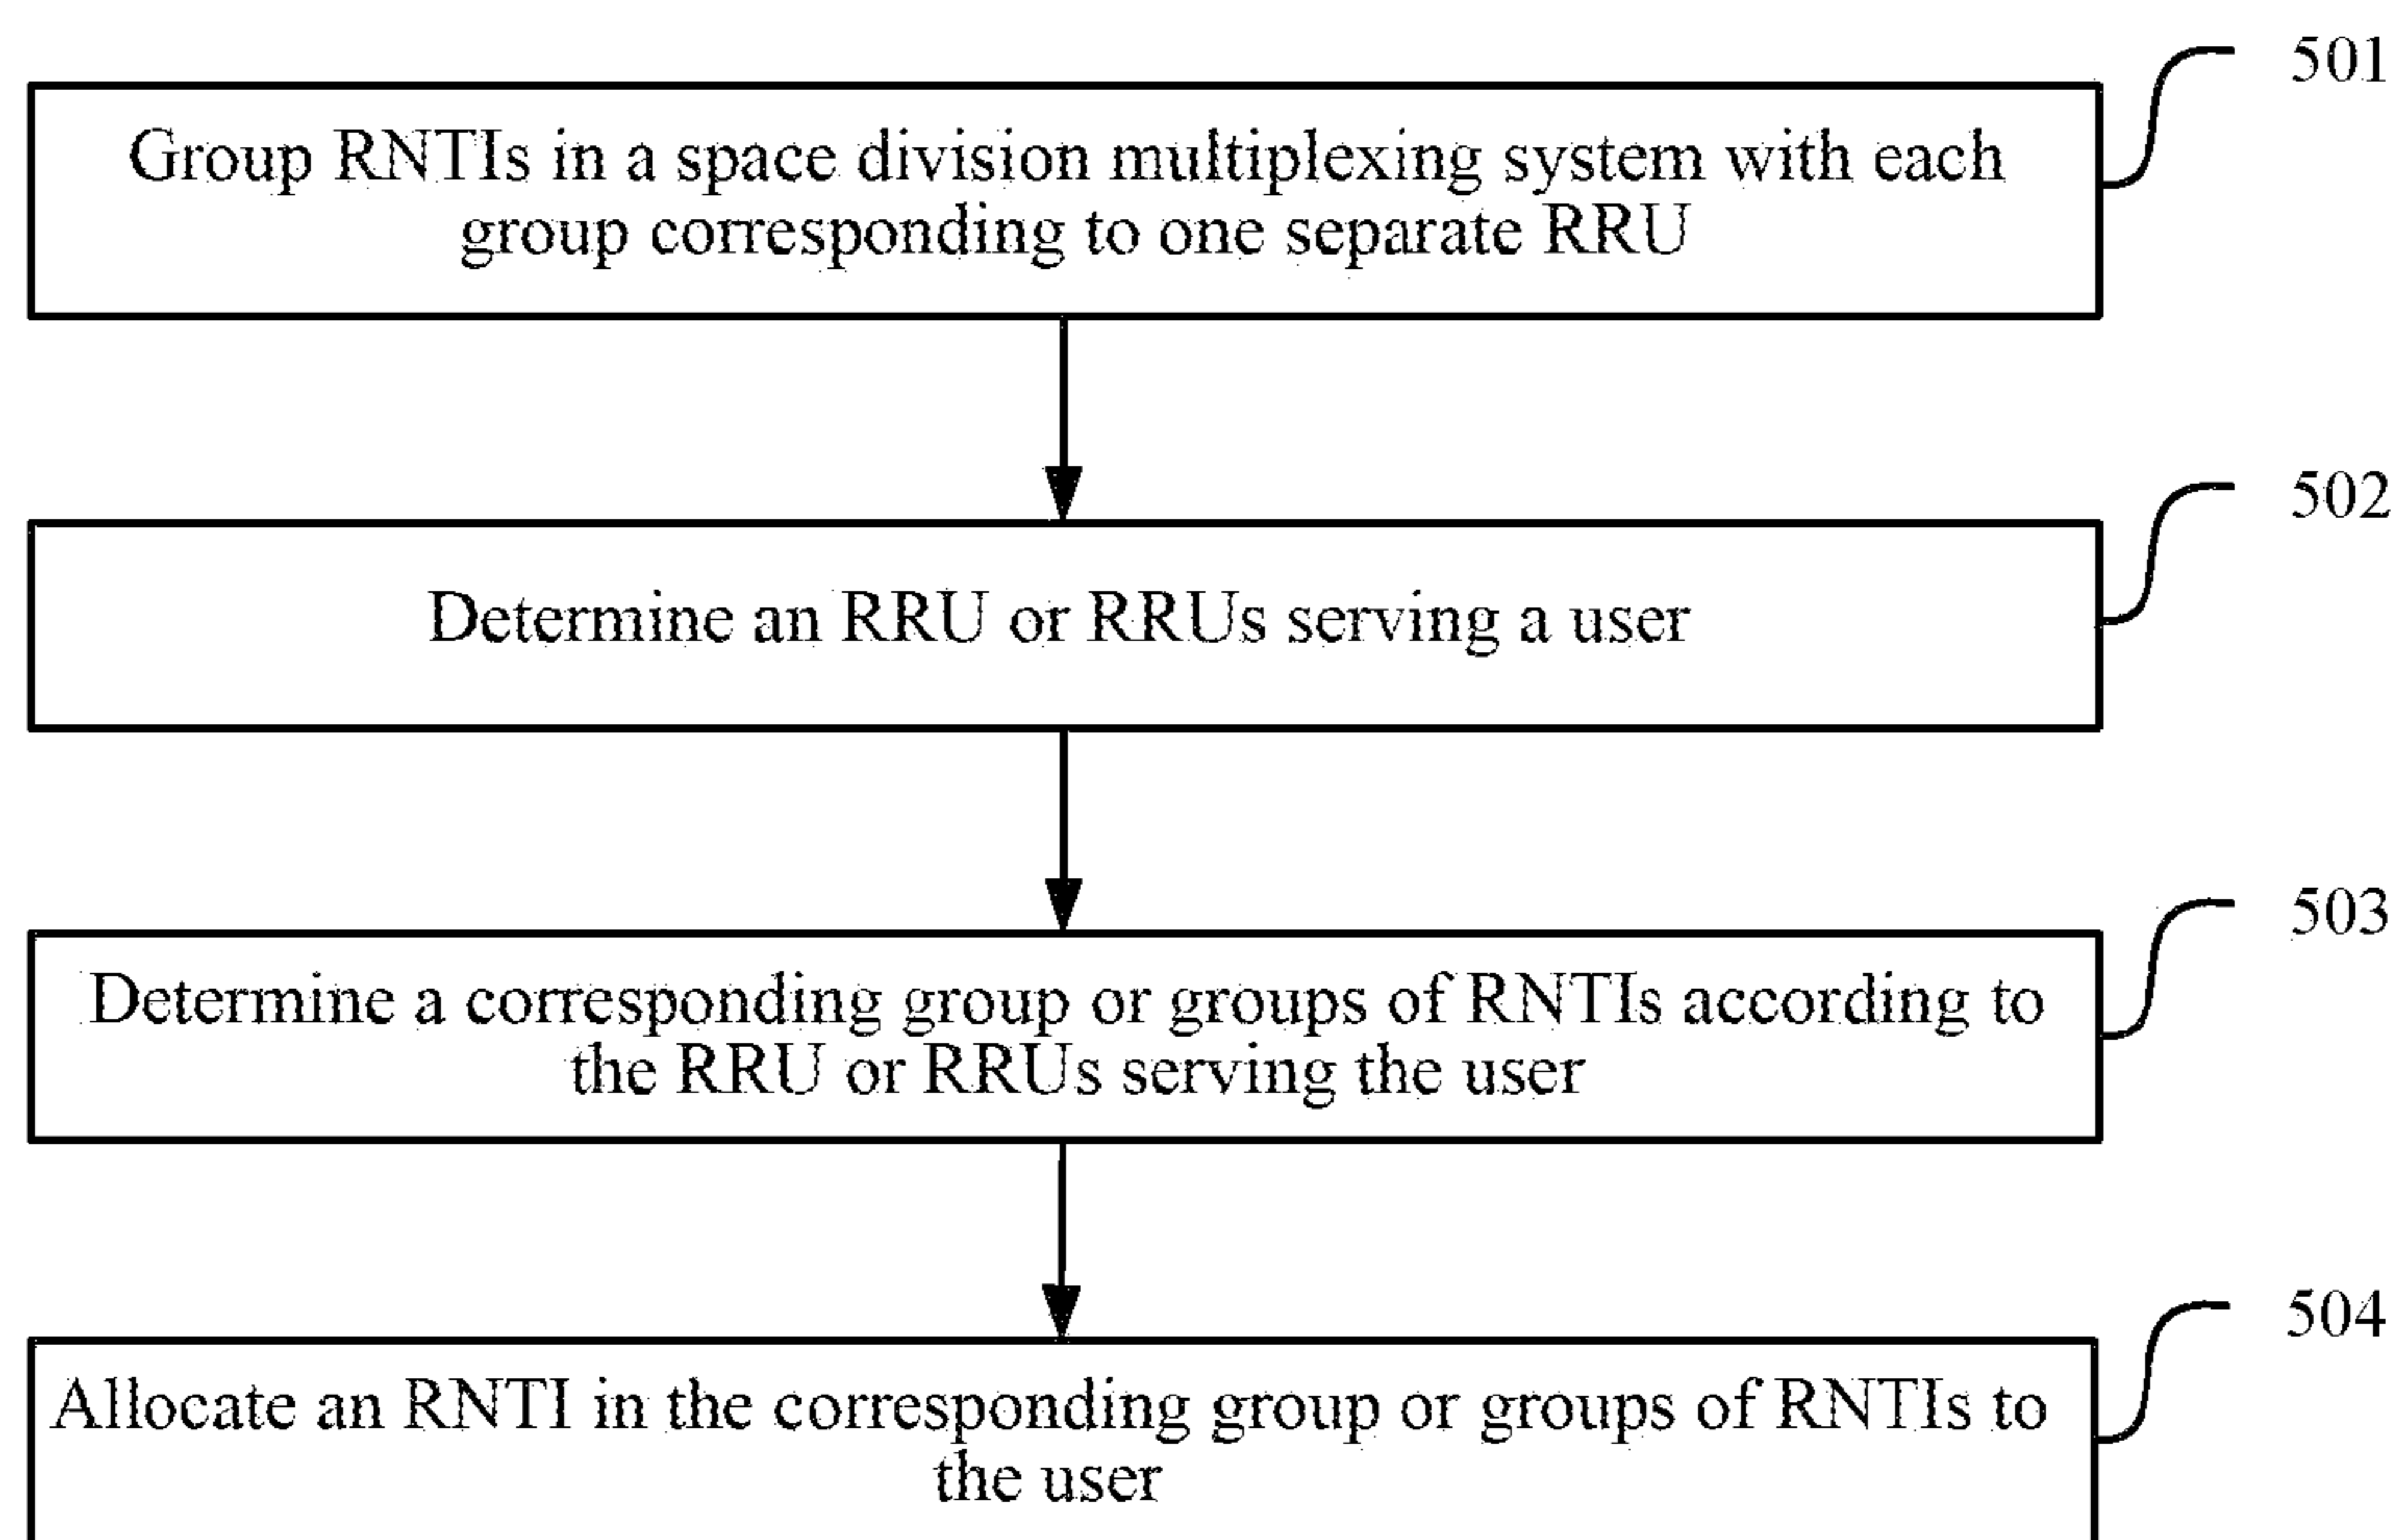 501
Group RNTIs in a space division multiplexing system with each
group corresponding to one separate RRU
502
Determine an RRU or RRUs serving a user
503
Determine a corresponding group or groups of RNTIs according to
the RRU or RRUs serving the user
504
Allocate an RNTI in the corresponding group or groups of RNTIs to
the user